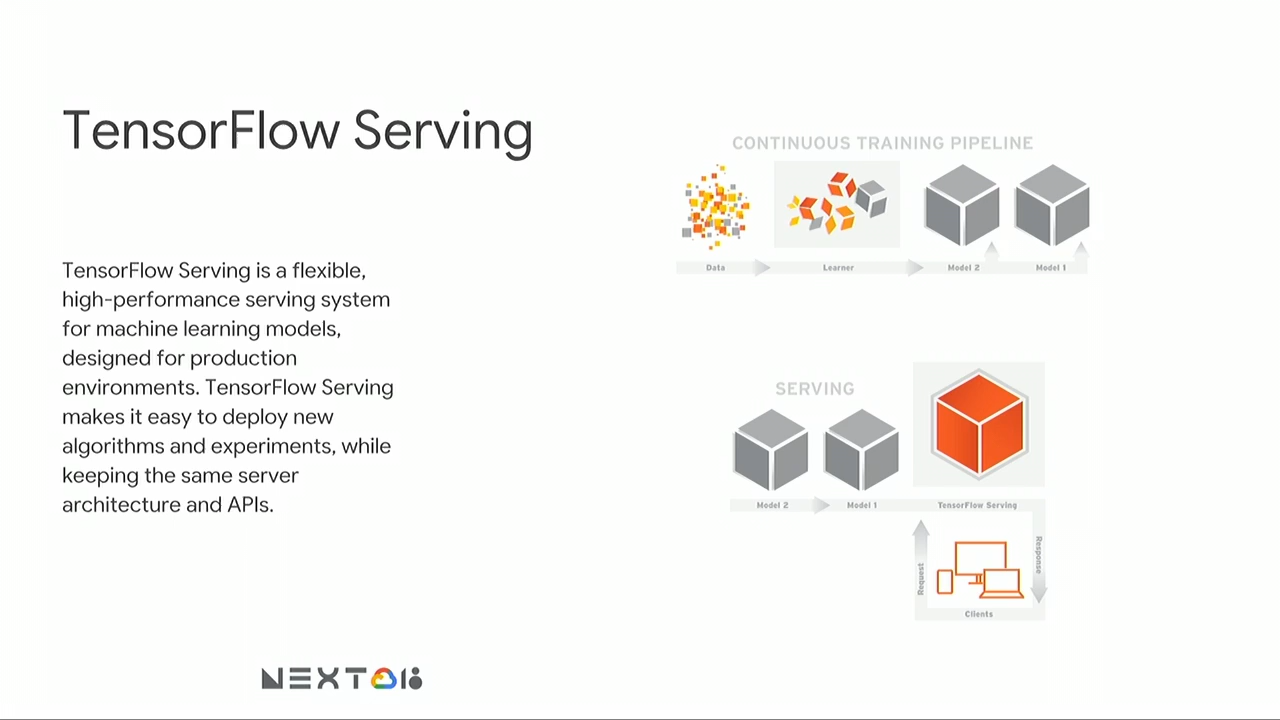 TensorFlow Serving
TensorFlow Serving is a flexible,
high-performance serving system
for machine learning models,
designed for production
environments. TensorFlow Serving
makes it easy to deploy new
algorithms and experiments, while
keeping the same server
architecture and APIs.
CONTINUOUS TRAINING PIPELINE
Data
Learner
Model 2
Model 1
SERVING
Model 2
Model 1
TensorFlow Serving
Request
Response
Clients
NEXT 18